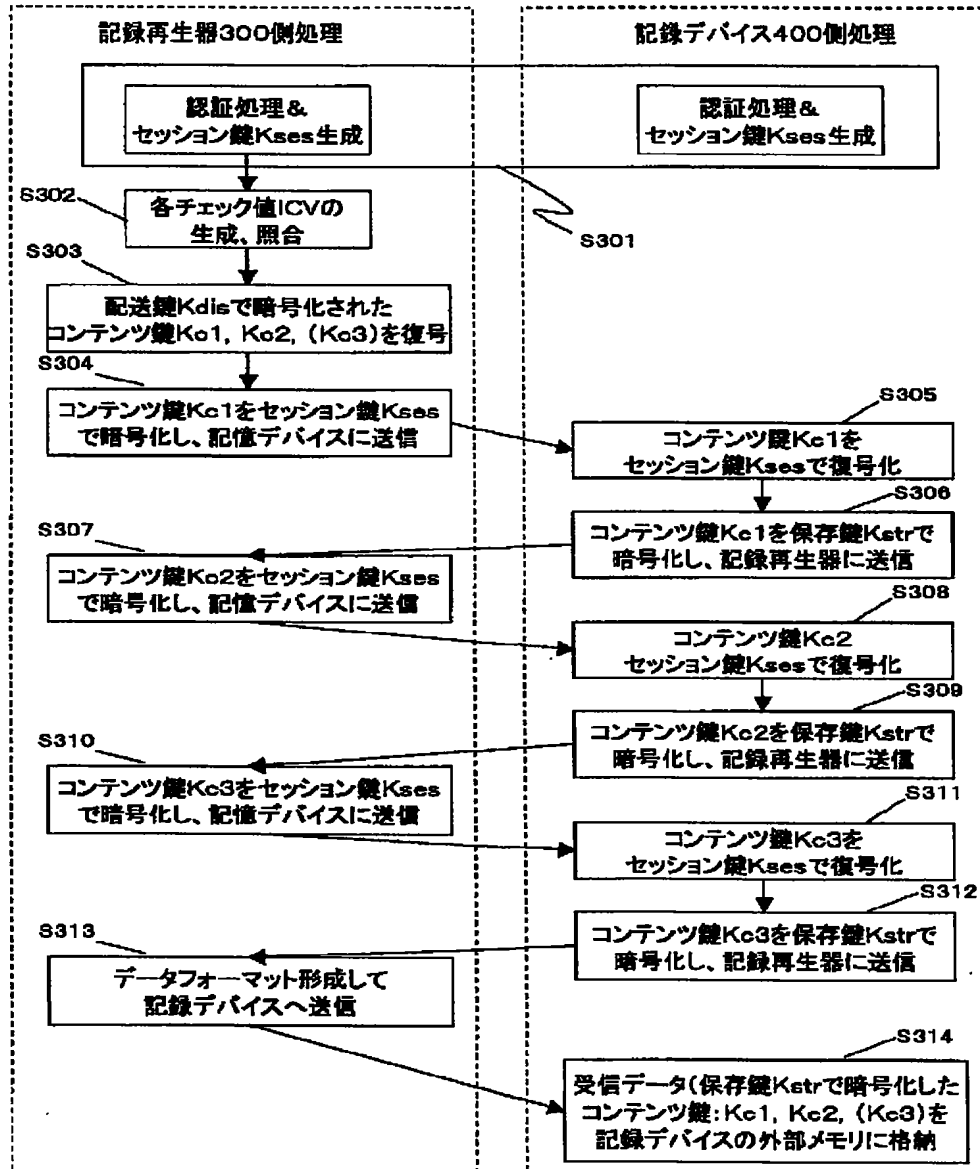 記録再生器300側処理
記録デバイス400側処理
認証処理&
セッション鍵Kses生成
認証処理&
セッション鍵Kses生成
S301
S302
各チェック値ICVの
生成、照合
S303
配送鍵Kdisで暗号化された
コンテンツ鍵Kc1, Kc2, (Kc3)を復号
S304
コンテンツ鍵Kc1をセッション鍵Kses
で暗号化し、記憶デバイスに送信
S305
コンテンツ鍵Kc1を
セッション鍵Ksesで復号化
S306
コンテンツ鍵Kc1を保存鍵Kstrで
暗号化し、記録再生器に送信
S307
コンテンツ鍵Kc2をセッション鍵Kses
で暗号化し、記憶デバイスに送信
S308
コンテンツ鍵Kc2
セッション鍵Ksesで復号化
S309
コンテンツ鍵Kc2を保存鍵Kstrで
暗号化し、記録再生器に送信
S310
コンテンツ鍵Kc3をセッション鍵Kses
で暗号化し、記憶デバイスに送信
S311
コンテンツ鍵Kc3を
セッション鍵Ksesで復号化
S312
コンテンツ鍵Kc3を保存鍵Kstrで
暗号化し、記録再生器に送信
S313
データフォーマット形成して
記録デバイスへ送信
S314
受信データ(保存鍵Kstrで暗号化した
コンテンツ鍵:Kc1, Kc2, (Kc3)を
記録デバイスの外部メモリに格納